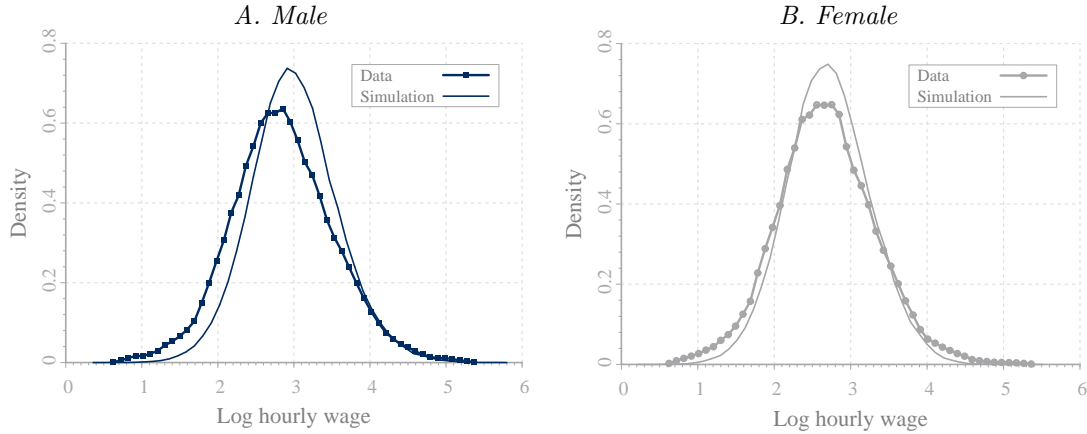 A. Male
0.8
0.6
0.4
0.2
0
Density
Data
Simulation
0 1 2 3 4 5 6
Log hourly wage
B. Female
0.8
0.6
0.4
0.2
0
Density
Data
Simulation
0 1 2 3 4 5 6
Log hourly wage